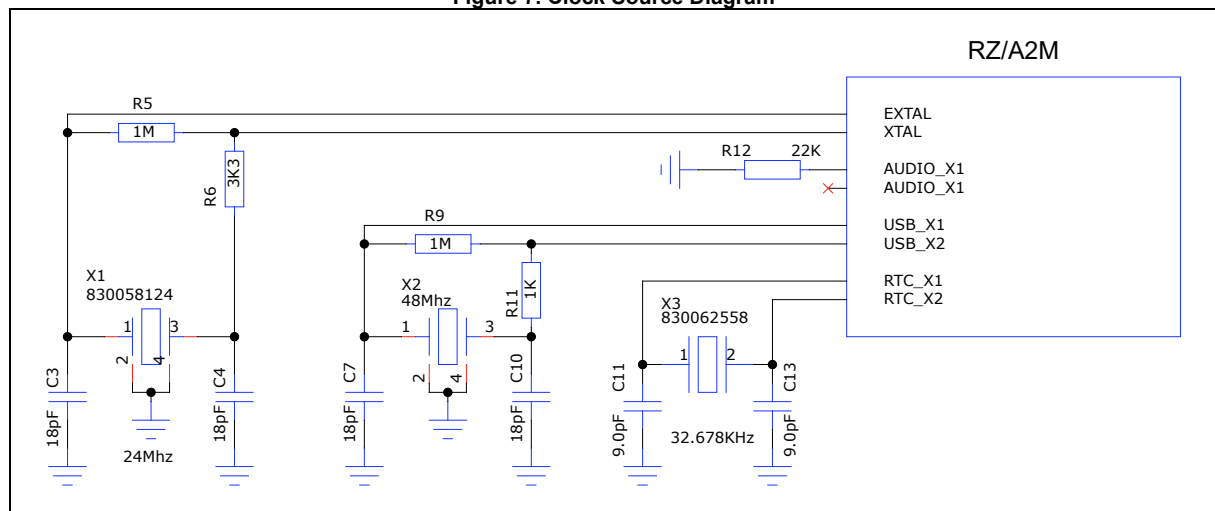 Figure 7. Clock Source Diagram
RZ/A2M
R5
1M
EXTAL
XTAL
R6
3K3
R12
22K
AUDIO_X1
AUDIO_X1
R9
1M
USB_X1
USB_X2
R11
1K
RTC_X1
RTC_X2
X1
830058124
1
3
2
4
X2
48Mhz
1
3
2
4
X3
830062558
1
2
C3
18pF
C4
18pF
C7
18pF
C10
18pF
C11
9.0pF
C13
9.0pF
24Mhz
32.678KHz